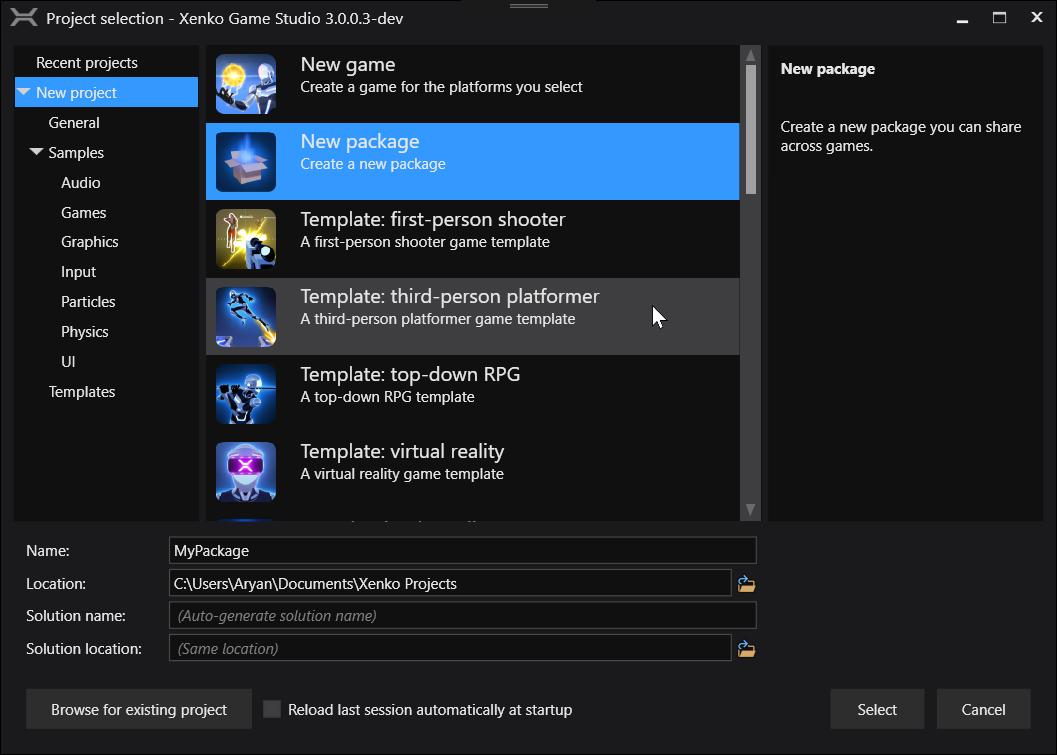 Project selection - Xenko Game Studio 3.0.0.3-dev
Recent projects
New project
General
Samples
Audio
Games
Graphics
Input
Particles
Physics
UI
Templates
New game
Create a game for the platforms you select
New package
Create a new package
Template: first-person shooter
A first-person shooter game template
Template: third-person platformer
A third-person platformer game template
Template: top-down RPG
A top-down RPG template
Template: virtual reality
A virtual reality game template
New package
Create a new package you can share
across games.
Name:
MyPackage
Location:
C:\Users\Aryan\Documents\Xenko Projects
Solution name:
(Auto-generate solution name)
Solution location:
(Same location)
Browse for existing project
Reload last session automatically at startup
Select
Cancel